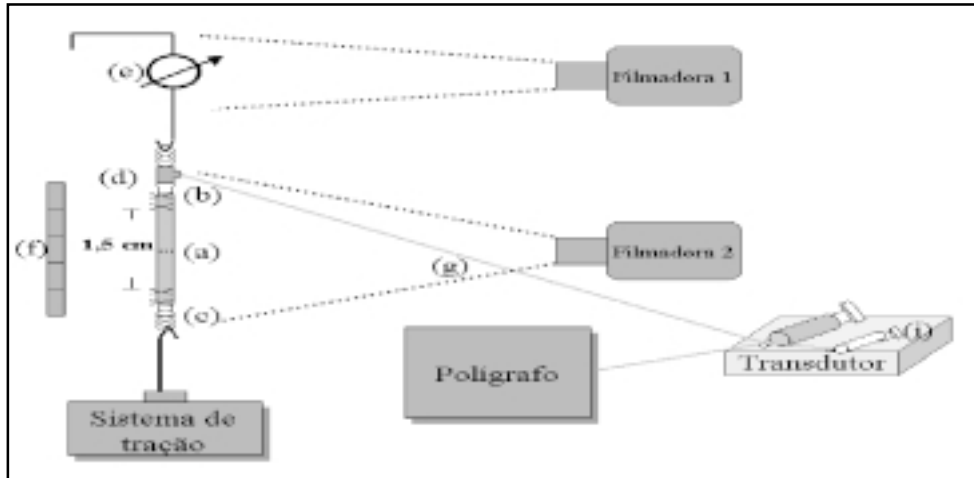 (e)
Filmadora 1
(d)
(b)
(f)
1,5 cm
(a)
Filmadora 2
(g)
(c)
(i)
Polígrafo
Transdutor
Sistema de
tração